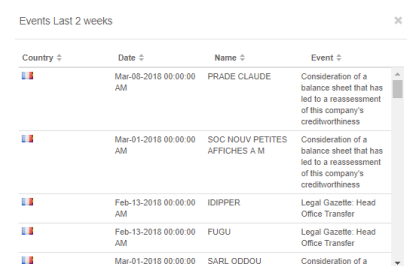 Events Last 2 weeks
×
Country Date Name Event
Mar-08-2018 00:00:00 PRADE CLAUDE Consideration of a
AM balance sheet that has
led to a reassessment
of this company's
creditworthiness
Mar-01-2018 00:00:00 SOC NOUV PETITES Consideration of a
AM AFFICHES A M balance sheet that has
led to a reassessment
of this company's
creditworthiness
Feb-13-2018 00:00:00 IDIPPER Legal Gazette: Head
AM Office Transfer
Feb-13-2018 00:00:00 FUGU Legal Gazette: Head
AM Office Transfer
Mar-01-2018 00:00:00 SARL ODDOU Consideration of a